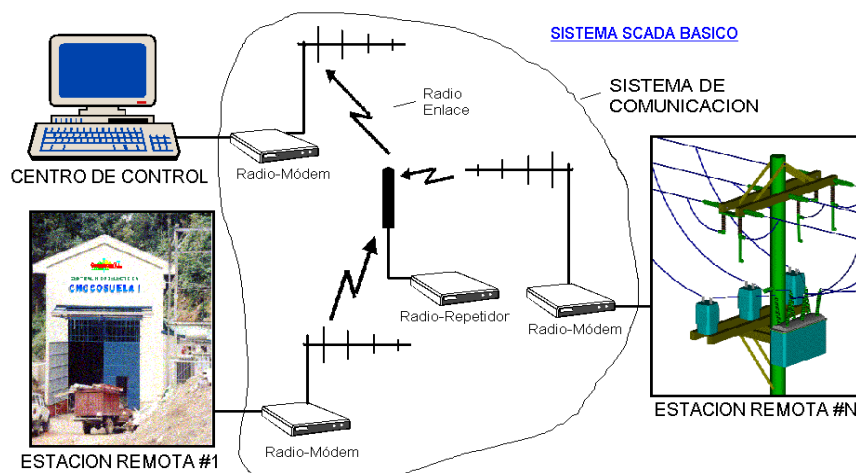 SISTEMA SCADA BASICO
Radio
Enlace
SISTEMA DE
COMUNICACION
Radio-Módem
CENTRO DE CONTROL
CHOCOSUELA I
Radio-Repetidor
Radio-Módem
Radio-Módem
ESTACION REMOTA #1
ESTACION REMOTA #N